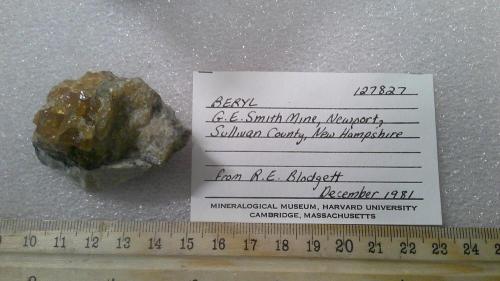 127827
BERYL
G.E. Smith Mine, Newport,
Sullivan County, New Hampshire
from R.E. Blodgett
December 1981
MINERALOGICAL MUSEUM, HARVARD UNIVERSITY
CAMBRIDGE, MASSACHUSETTS
10 11 12 13 14 15 16 17 18 19 20 21 22 23 24